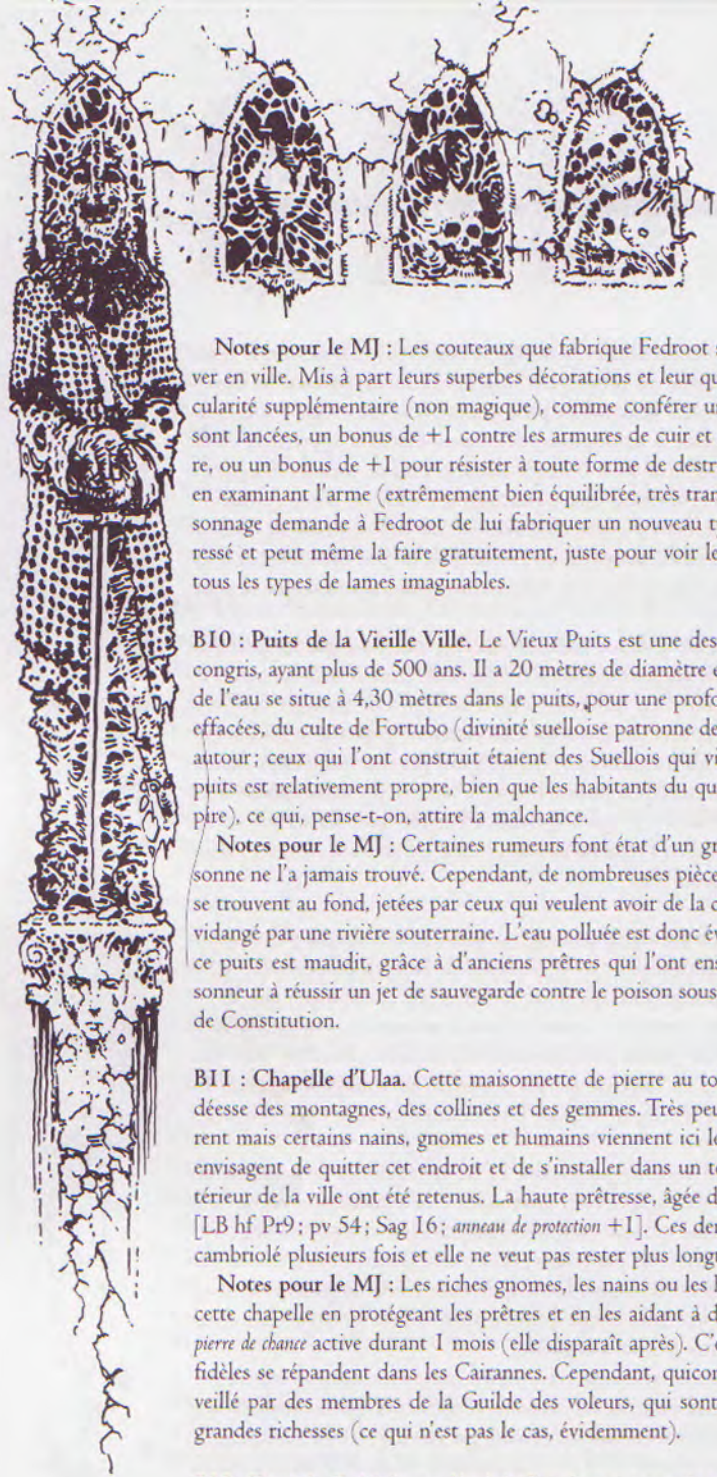 Notes pour le MJ : Les couteaux que fabrique Fedroot
ver en ville. Mis à part leurs superbes décorations et leur qu
cularité supplémentaire (non magique), comme conférer un
sont lancées, un bonus de +1 contre les armures de cuir et
re, ou un bonus de +1 pour résister à toute forme de destr
en examinant l'arme (extrêmement bien équilibrée, très tran
sonnage demande à Fedroot de lui fabriquer un nouveau t
ressé et peut même la faire gratuitement, juste pour voir le
tous les types de lames imaginables.
B10 : Puits de la Vieille Ville. Le Vieux Puits est une des
congris, ayant plus de 500 ans. Il a 20 mètres de diamètre e
de l'eau se situe à 4,30 mètres dans le puits, pour une profo
effacées, du culte de Fortubo (divinité suelloise patronne de
autour; ceux qui l'ont construit étaient des Suellois qui vi
puits est relativement propre, bien que les habitants du qu
pire), ce qui, pense-t-on, attire la malchance.
Notes pour le MJ : Certaines rumeurs font état d'un gr
sonne ne l'a jamais trouvé. Cependant, de nombreuses pièce
se trouvent au fond, jetées par ceux qui veulent avoir de la c
vidangé par une rivière souterraine. L'eau polluée est donc év
ce puits est maudit, grâce à d'anciens prêtres qui l'ont ens
sonneur à réussir un jet de sauvegarde contre le poison sous
de Constitution.
B11 : Chapelle d'Ulaa. Cette maisonnette de pierre au to
déesse des montagnes, des collines et des gemmes. Très peu
rent mais certains nains, gnomes et humains viennent ici le
envisagent de quitter cet endroit et de s'installer dans un t
térieur de la ville ont été retenus. La haute prêtresse, âgée d
[LB hf Pr9; pv 54; Sag 16; anneau de protection +1]. Ces der
cambriolé plusieurs fois et elle ne veut pas rester plus longt
Notes pour le MJ : Les riches gnomes, les nains ou les
cette chapelle en protégeant les prêtres et en les aidant à d
pierre de chance active durant 1 mois (elle disparaît après). C'
fidèles se répandent dans les Cairannes. Cependant, quicon
veillé par des membres de la Guilde des voleurs, qui sont
grandes richesses (ce qui n'est pas le cas, évidemment).